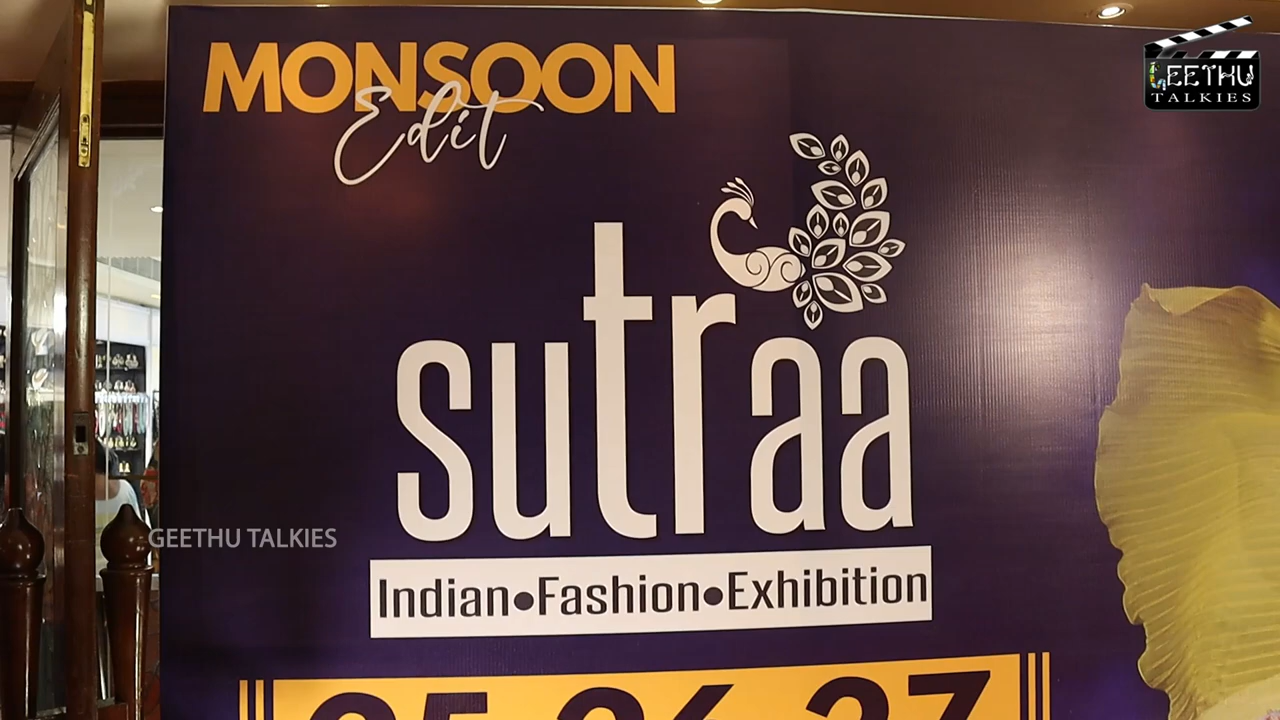 MONSOON
Edit
GEETHU
TALKIES
sutraa
GEETHU TALKIES
Indian•Fashion•Exhibition